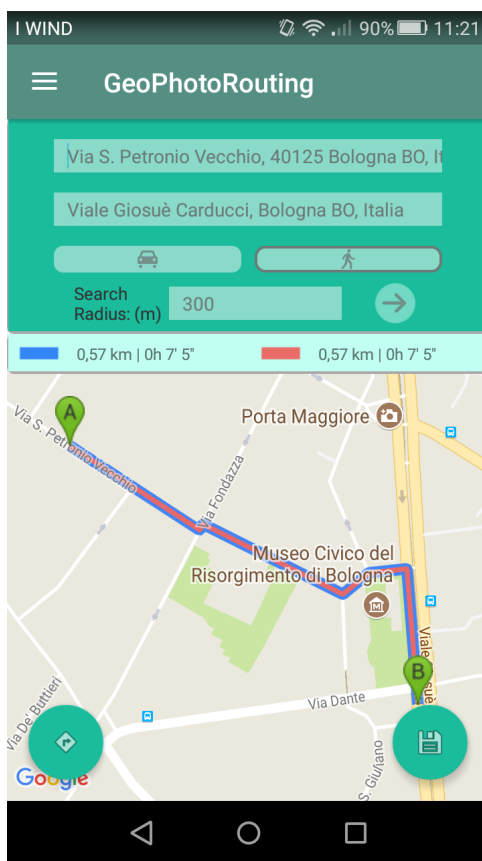 I WIND 90% 11:21
GeoPhotoRouting
Via S. Petronio Vecchio, 40125 Bologna BO, It
Viale Giosuè Carducci, Bologna BO, Italia
Search
Radius: (m)
300
0,57 km | 0h 7' 5" 0,57 km | 0h 7' 5"
A
Via S. Petronio Vecchio
Porta Maggiore
Via Fondazza
Museo Civico del
Risorgimento di Bologna
M
Viale
B
Via Dante
Via De' Buttieri
S. Giuliano
Google